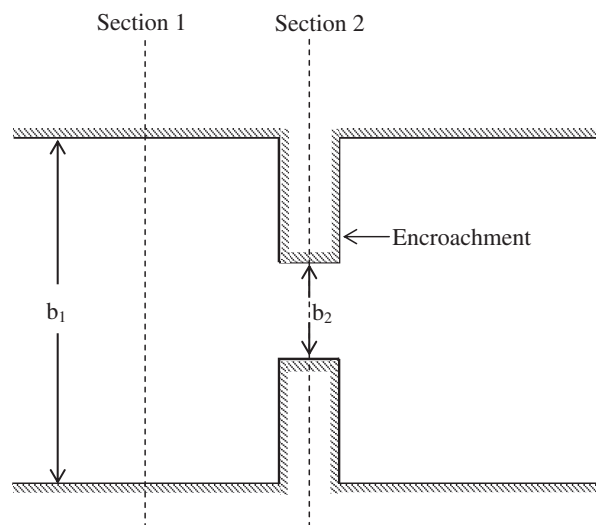 Section 1
Section 2
Encroachment
b₁
b₂